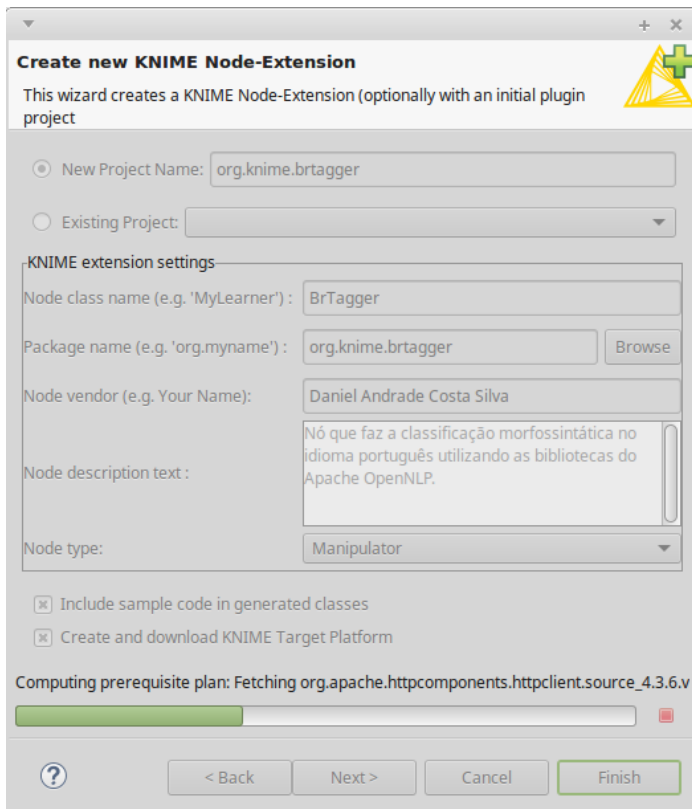 Create new KNIME Node-Extension
This wizard creates a KNIME Node-Extension (optionally with an initial plugin
project
New Project Name: org.knime.brtagger
Existing Project:
KNIME extension settings
Node class name (e.g. 'MyLearner') : BrTagger
Package name (e.g. 'org.myname') : org.knime.brtagger Browse
Node vendor (e.g. Your Name): Daniel Andrade Costa Silva
Nó que faz a classificação morfossintática no
idioma português utilizando as bibliotecas do
Node description text :
Apache OpenNLP.
Node type: Manipulator
Include sample code in generated classes
Create and download KNIME Target Platform
Computing prerequisite plan: Fetching org.apache.httpcomponents.httpclient.source_4.3.6.v
? < Back Next > Cancel Finish